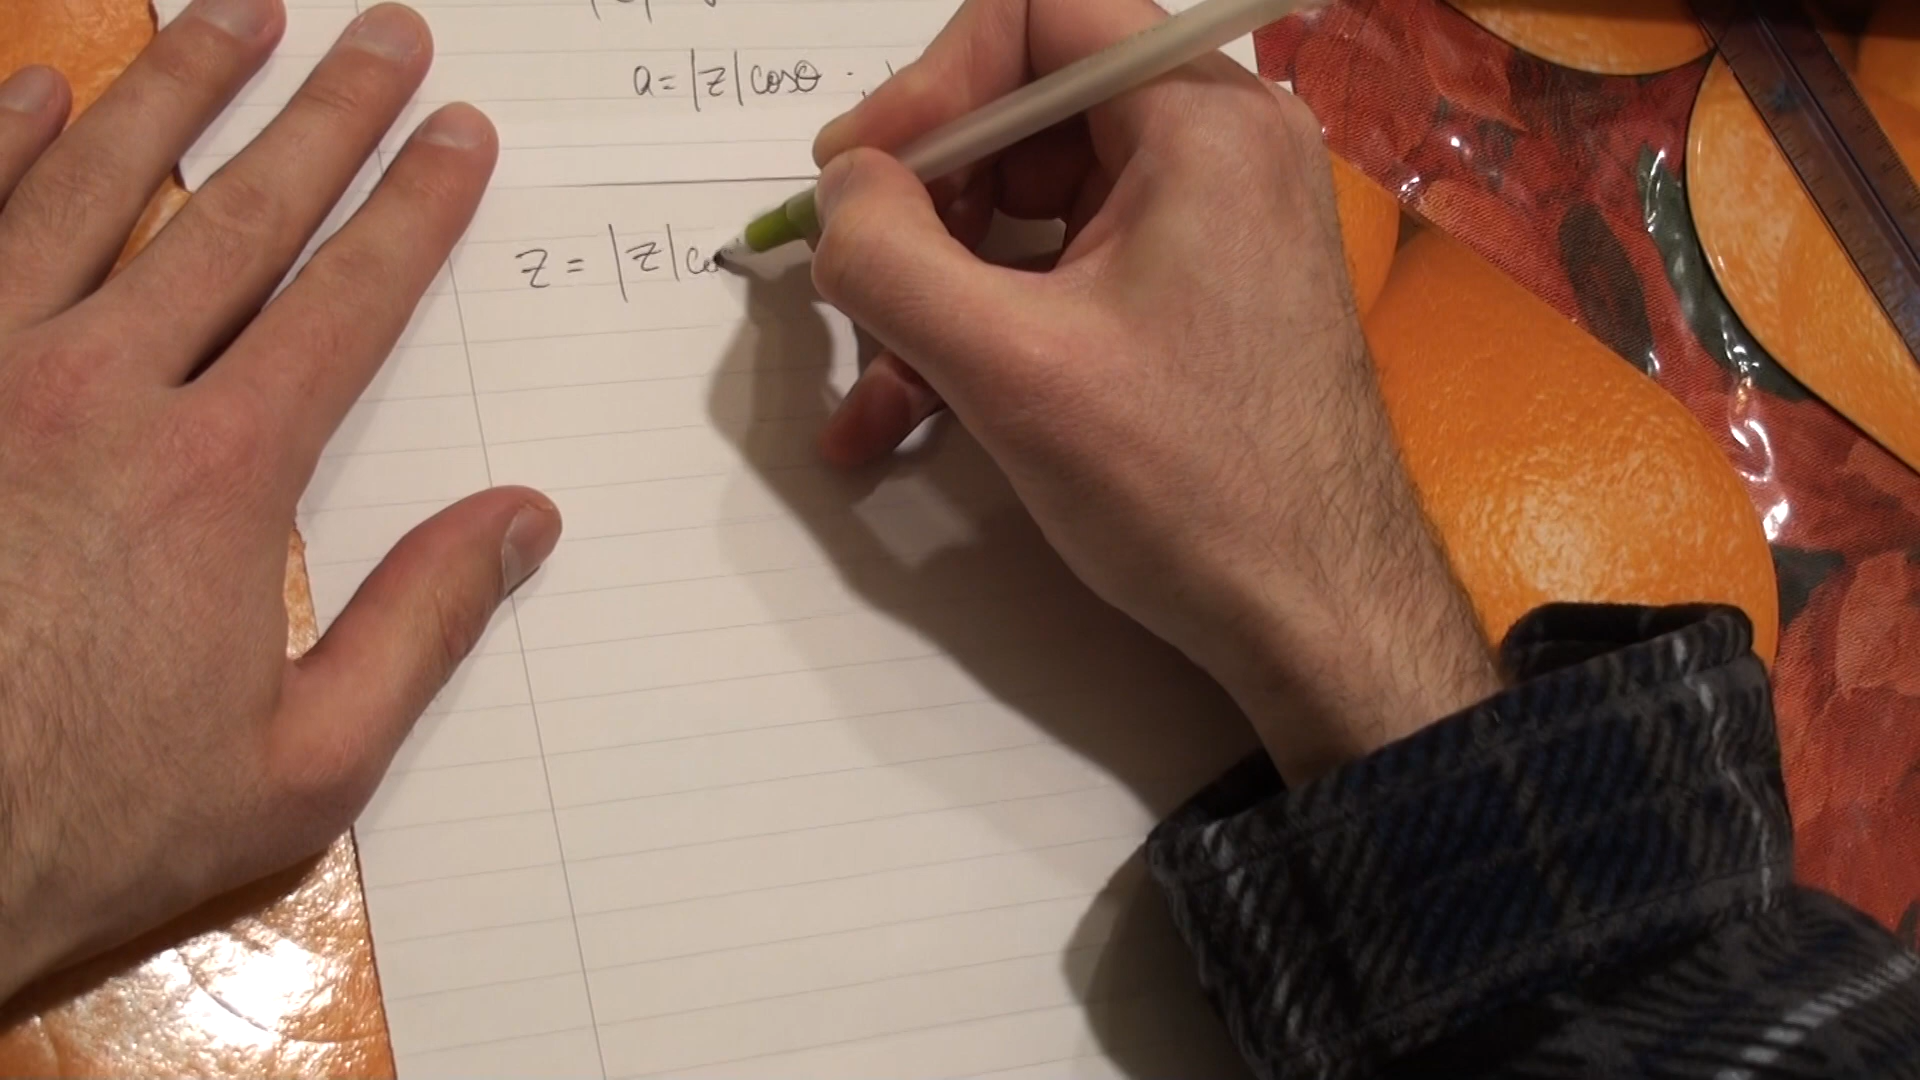 a = |z| cosθ ;
z = |z| co